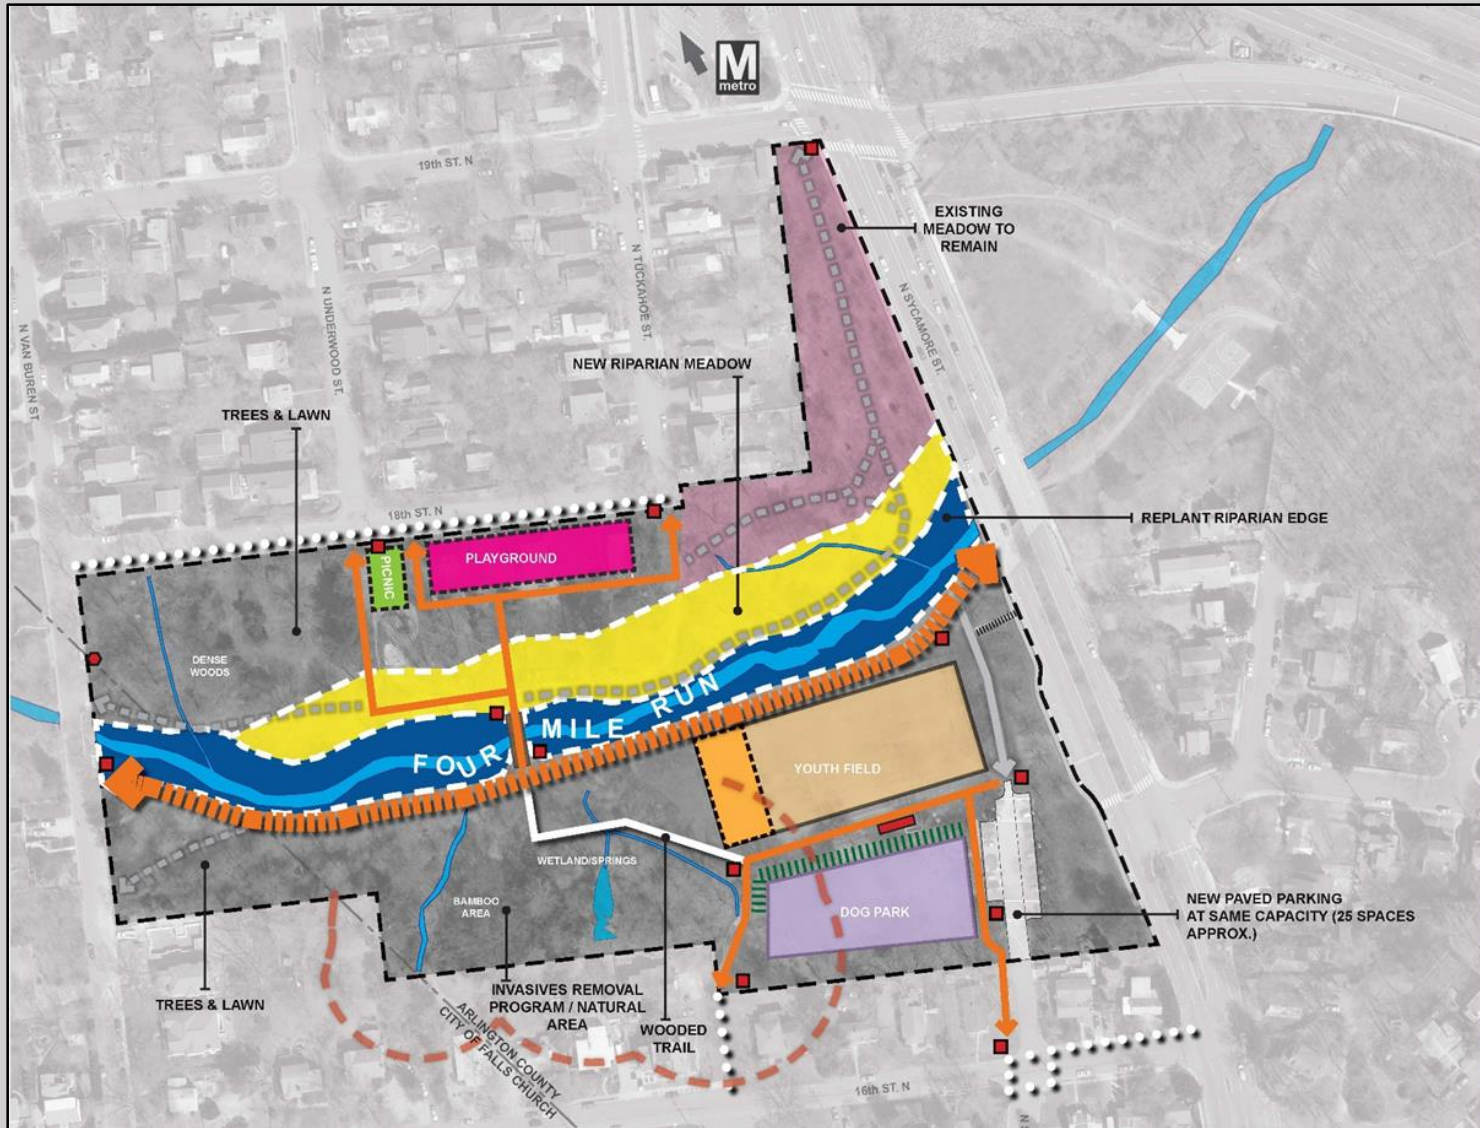 M
metro
19th ST. N
EXISTING
MEADOW TO
REMAIN
N VAN BUREN ST.
N UNDERWOOD ST.
N TUCKAHOE ST.
N SYCAMORE ST.
NEW RIPARIAN MEADOW
TREES & LAWN
18th ST. N
REPLANT RIPARIAN EDGE
PICNIC
PLAYGROUND
DENSE
WOODS
FOUR MILE RUN
YOUTH FIELD
WETLAND/SPRINGS
BAMBOO
AREA
DOG PARK
NEW PAVED PARKING
AT SAME CAPACITY (25 SPACES
APPROX.)
TREES & LAWN
INVASIVES REMOVAL
PROGRAM / NATURAL
AREA
WOODED
TRAIL
ARLINGTON COUNTY
CITY OF FALLS CHURCH
16th ST. N